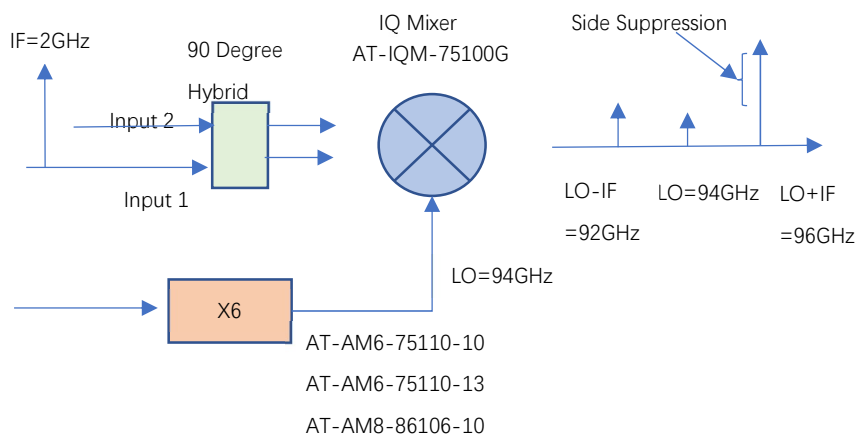 IQ Mixer
AT-IQM-75100G
Side Suppression
IF=2GHz
90 Degree
Hybrid
Input 2
Input 1
LO-IF
=92GHz
LO=94GHz
LO+IF
=96GHz
LO=94GHz
X6
AT-AM6-75110-10
AT-AM6-75110-13
AT-AM8-86106-10